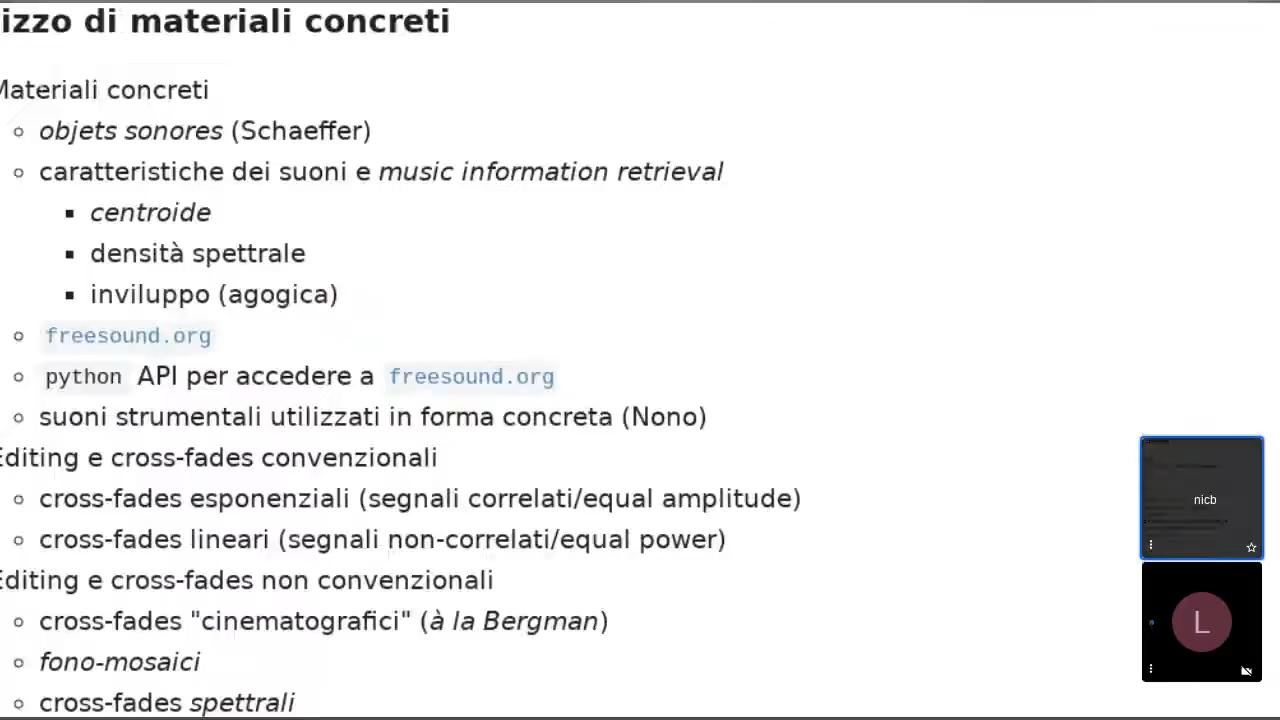 izzo di materiali concreti
Materiali concreti
objets sonores (Schaeffer)
caratteristiche dei suoni e music information retrieval
centroide
densità spettrale
inviluppo (agogica)
freesound.org
python API per accedere a freesound.org
suoni strumentali utilizzati in forma concreta (Nono)
Editing e cross-fades convenzionali
cross-fades esponenziali (segnali correlati/equal amplitude)
cross-fades lineari (segnali non-correlati/equal power)
Editing e cross-fades non convenzionali
cross-fades "cinematografici" (à la Bergman)
fono-mosaici
cross-fades spettrali
nicb
L